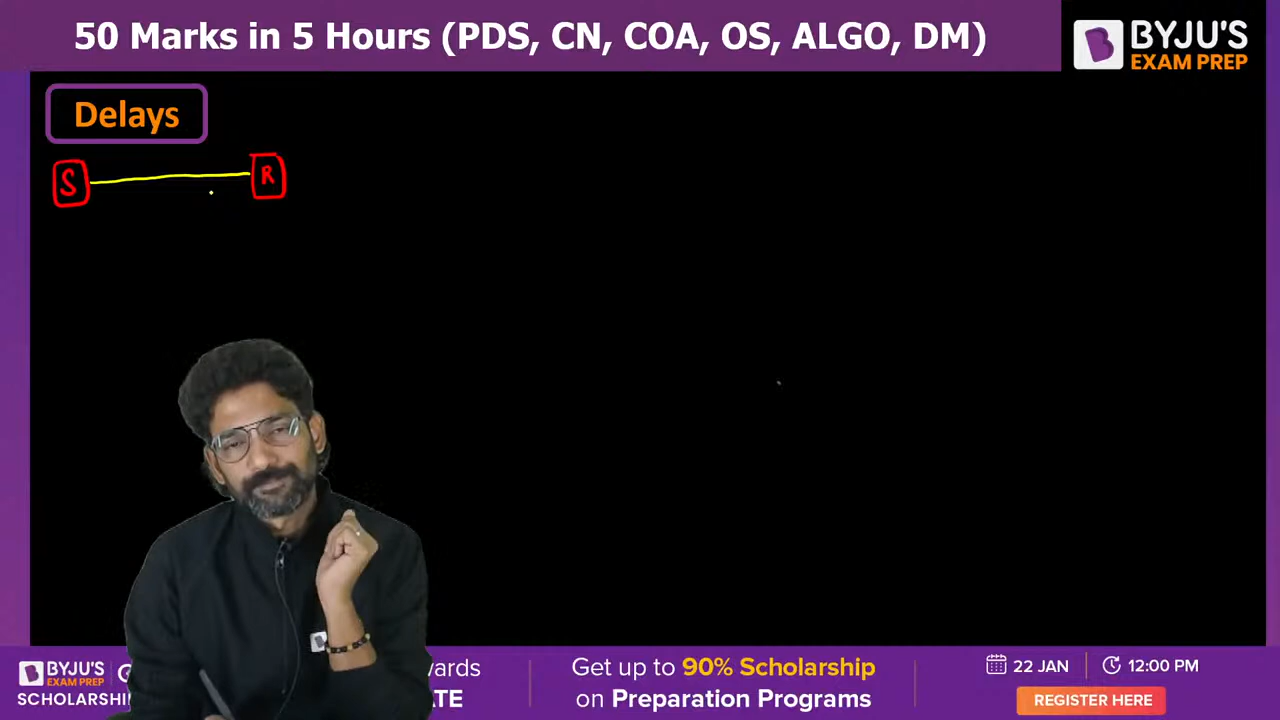 50 Marks in 5 Hours (PDS, CN, COA, OS, ALGO, DM)
BYJU'S
EXAM PREP
Delays
S
R
BYJU'S
EXAM PREP
SCHOLARSHI
wards
ATE
Get up to 90% Scholarship
on Preparation Programs
22 JAN
12:00 PM
REGISTER HERE